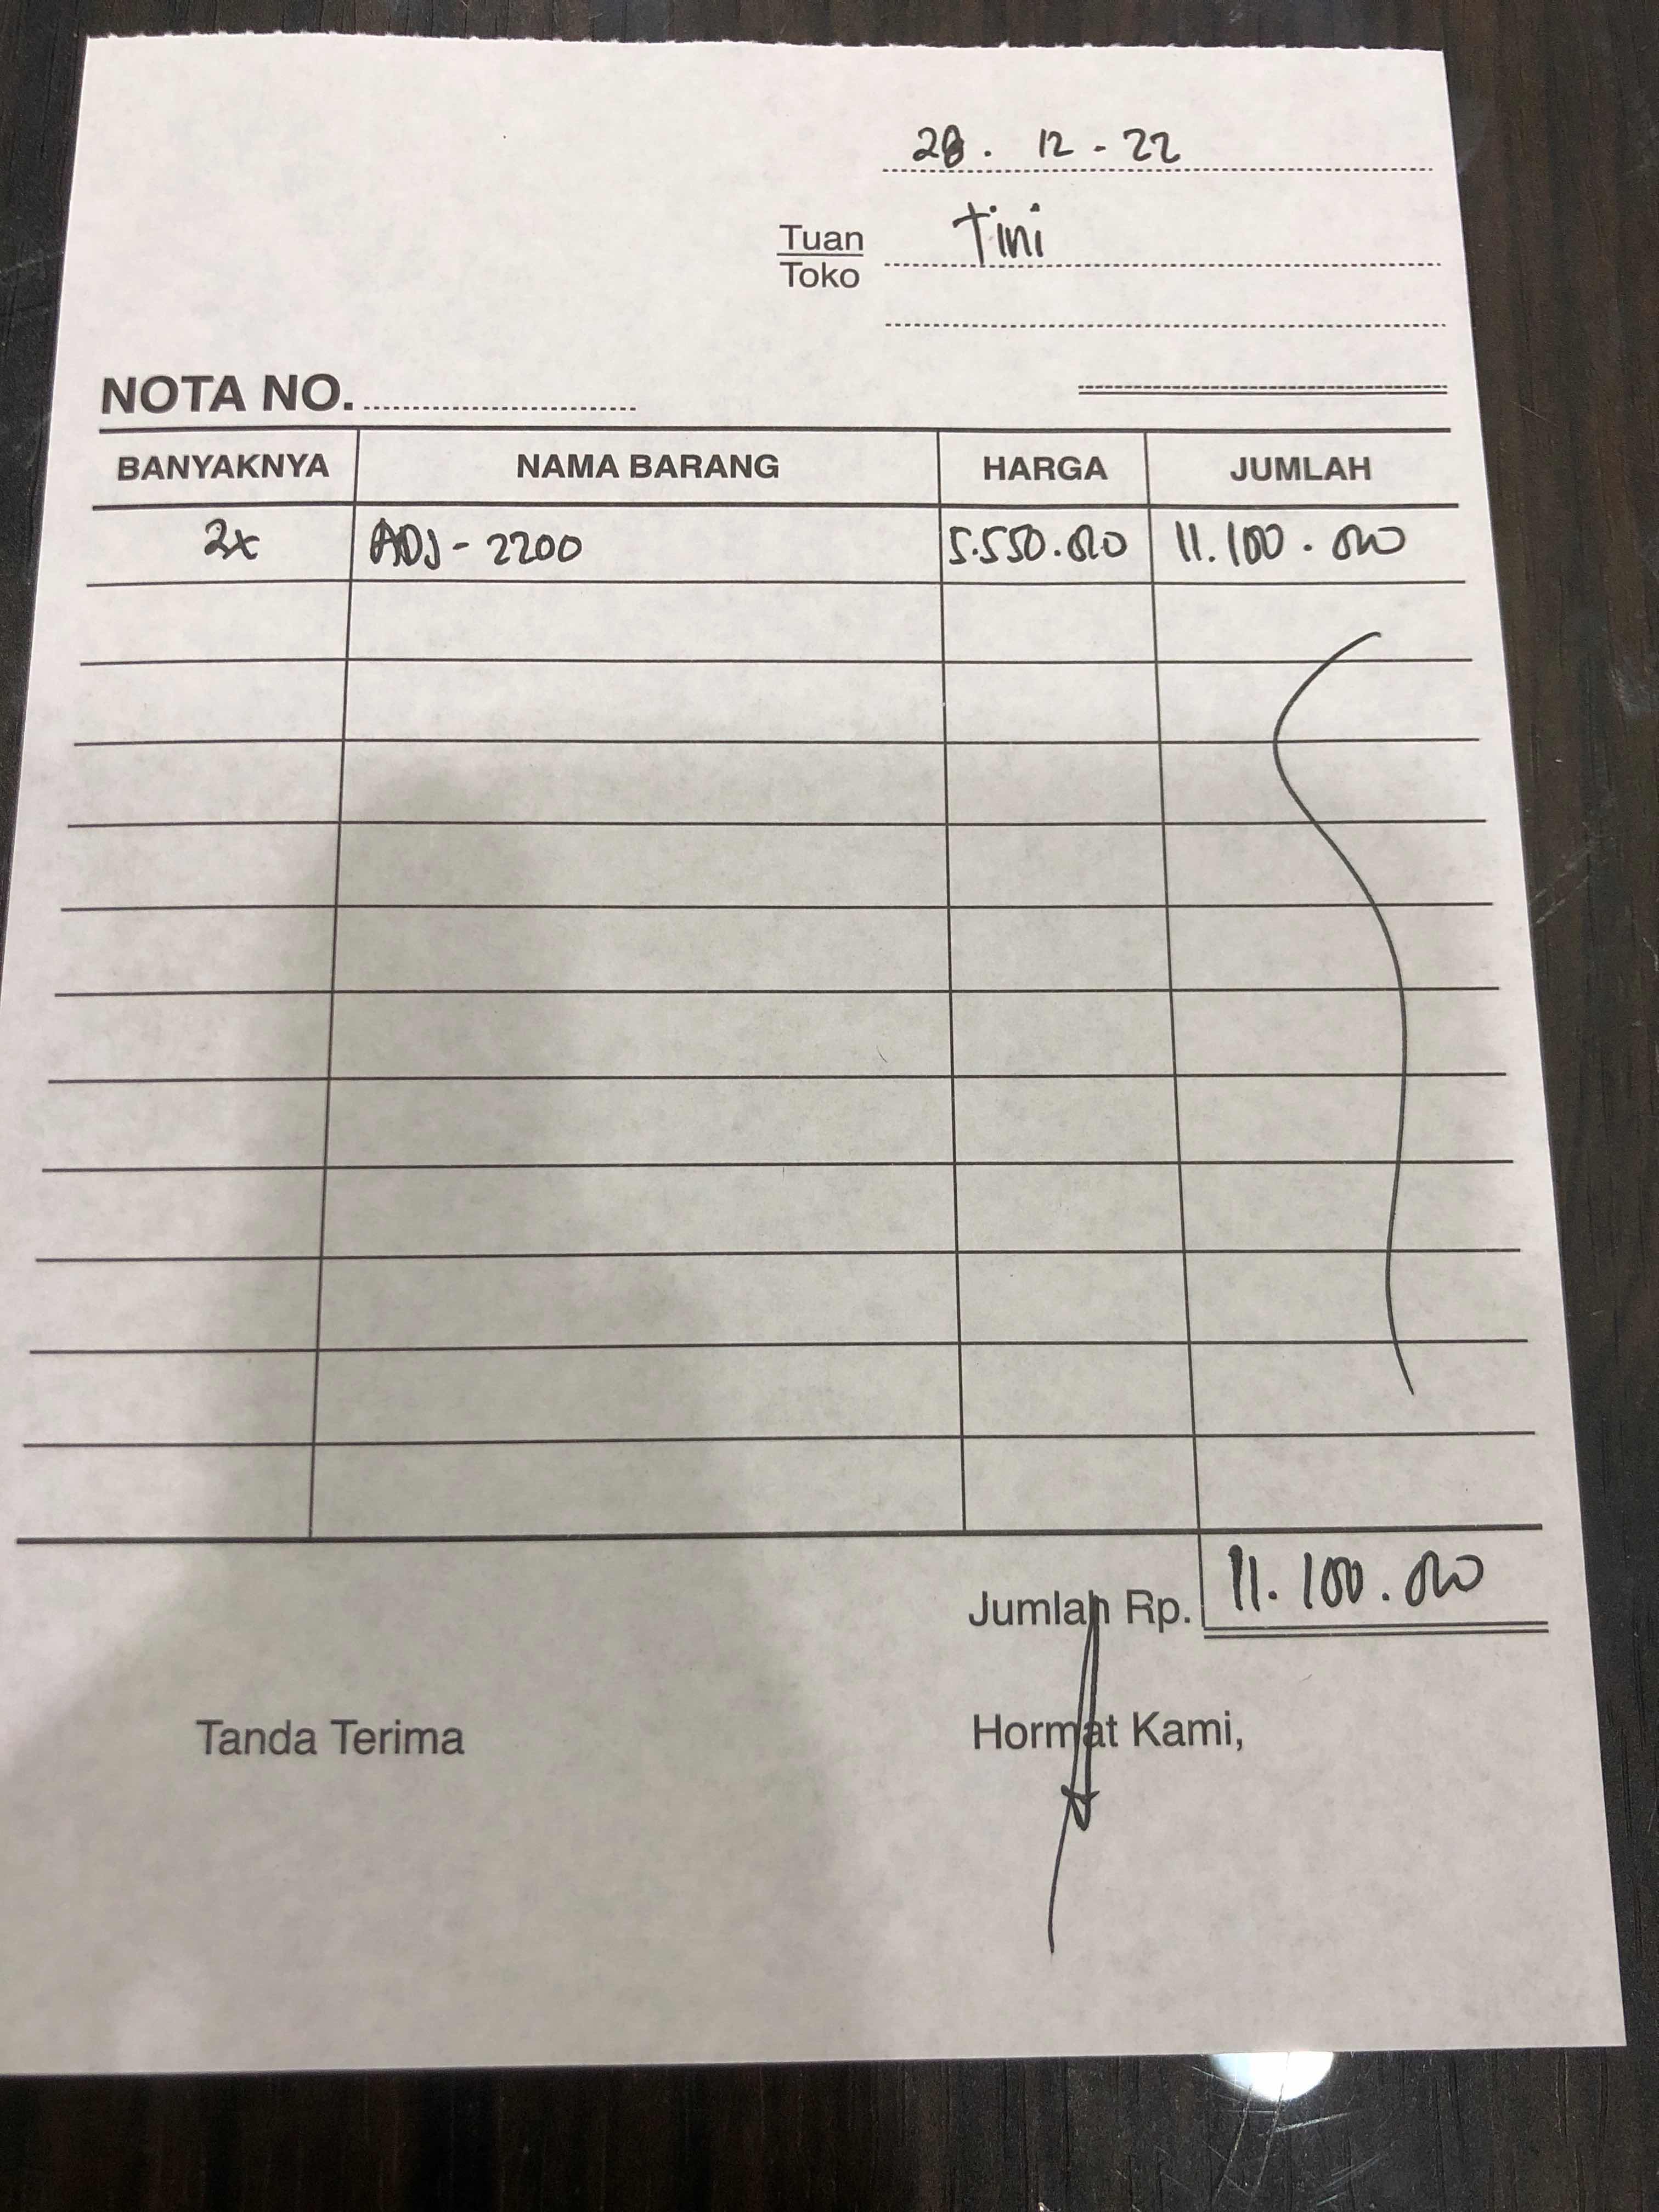 28. 12-22
Tuan Tini
Toko
NOTA NO.
BANYAKNYA NAMA BARANG HARGA JUMLAH
2x ADJ-2200 5.550.000 11.100.000
Jumlah Rp. 11.100.000
Tanda Terima Hormat Kami,